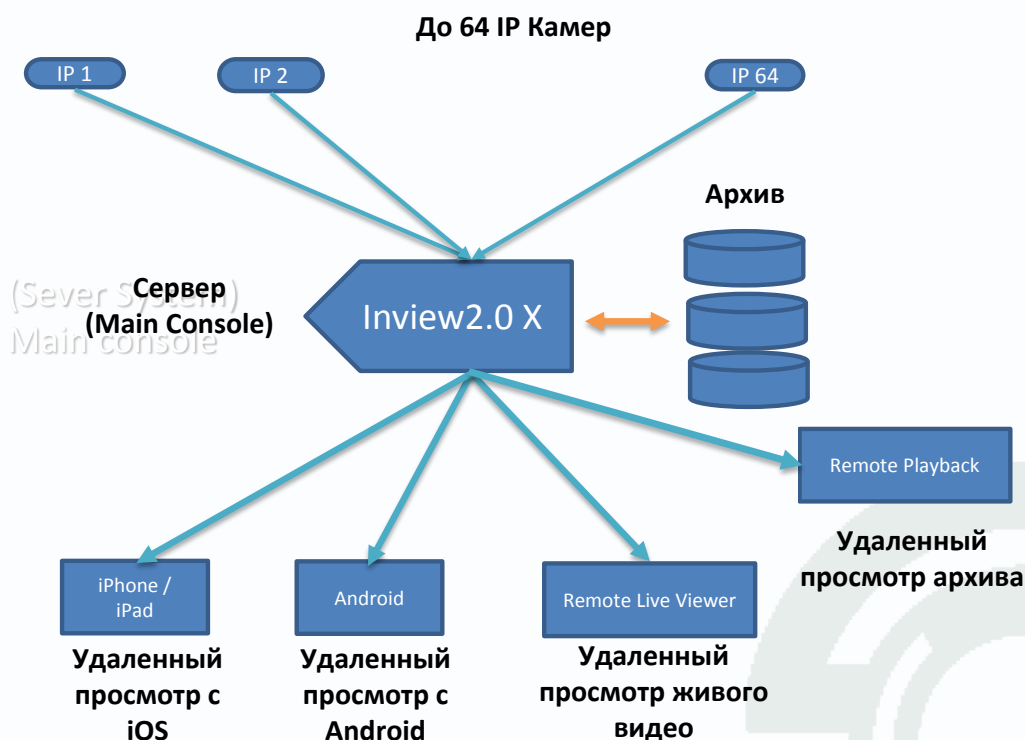 До 64 IP Камер
IP 1
IP 2
IP 64
Архив
(Sever System)
Main console
Сервер
(Main Console)
Inview2.0 X
Remote Playback
Удаленный
просмотр архива
iPhone /
iPad
Android
Remote Live Viewer
Удаленный
просмотр с
iOS
Удаленный
просмотр с
Android
Удаленный
просмотр живого
видео